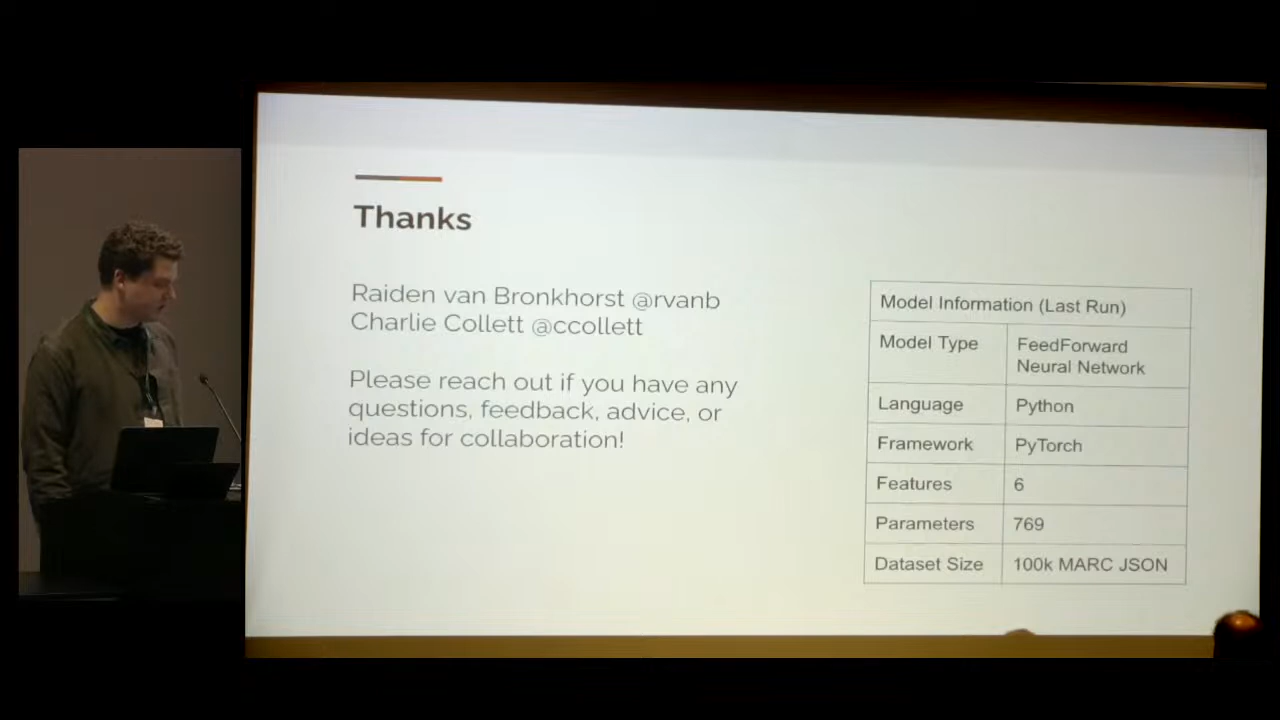 Thanks
Raiden van Bronkhorst @rvanb
Charlie Collett @ccollett
Please reach out if you have any
questions, feedback, advice, or
ideas for collaboration!
Model Information (Last Run)
Model Type
FeedForward
Neural Network
Language
Python
Framework
PyTorch
Features
6
Parameters
769
Dataset Size
100k MARC JSON